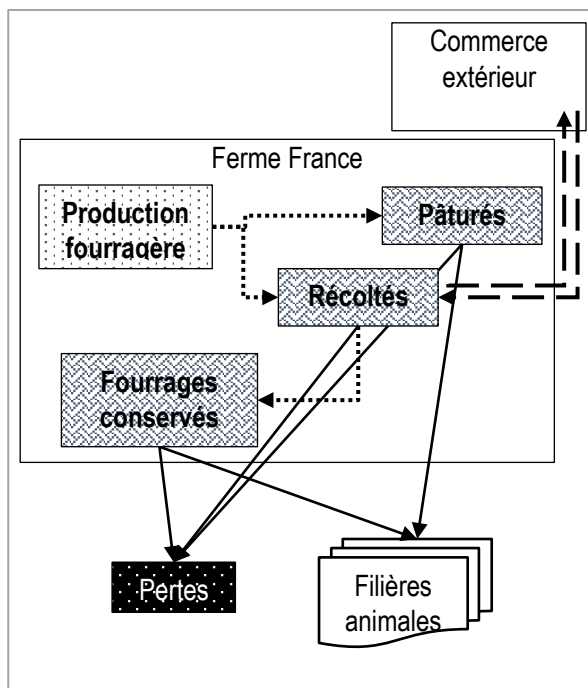 Commerce
extérieur
Ferme France
Production
fourragère
Pâturés
Récoltés
Fourrages
conservés
Pertes
Filières
animales